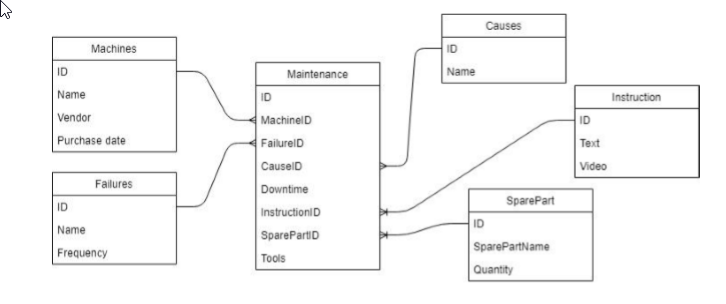 Machines
ID
Name
Vendor
Purchase date
Failures
ID
Name
Frequency
Maintenance
ID
MachineID
FailureID
CauseID
Downtime
InstructionID
SparePartID
Tools
Causes
ID
Name
Instruction
ID
Text
Video
SparePart
ID
SparePartName
Quantity